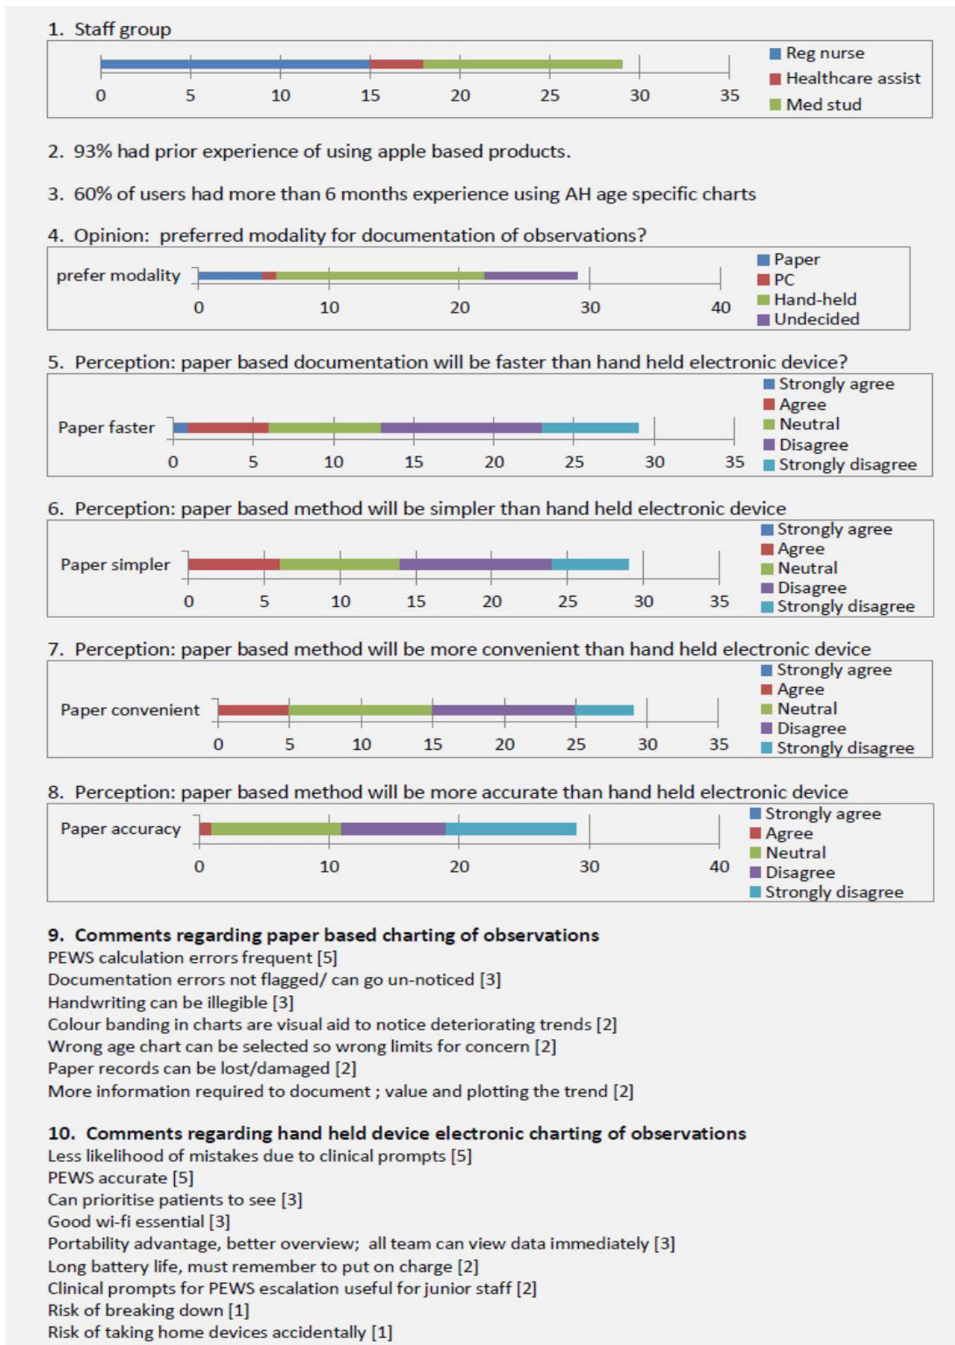 1. Staff group
Reg nurse
Healthcare assist
Med stud
0 5 10 15 20 25 30 35
2. 93% had prior experience of using apple based products.
3. 60% of users had more than 6 months experience using AH age specific charts
4. Opinion: preferred modality for documentation of observations?
prefer modality
Paper
PC
Hand-held
Undecided
0 10 20 30 40
5. Perception: paper based documentation will be faster than hand held electronic device?
Paper faster
Strongly agree
Agree
Neutral
Disagree
Strongly disagree
0 5 10 15 20 25 30 35
6. Perception: paper based method will be simpler than hand held electronic device
Paper simpler
Strongly agree
Agree
Neutral
Disagree
Strongly disagree
0 5 10 15 20 25 30 35
7. Perception: paper based method will be more convenient than hand held electronic device
Paper convenient
Strongly agree
Agree
Neutral
Disagree
Strongly disagree
0 5 10 15 20 25 30 35
8. Perception: paper based method will be more accurate than hand held electronic device
Paper accuracy
Strongly agree
Agree
Neutral
Disagree
Strongly disagree
0 10 20 30 40
9. Comments regarding paper based charting of observations
PEWS calculation errors frequent [5]
Documentation errors not flagged/ can go un-noticed [3]
Handwriting can be illegible [3]
Colour banding in charts are visual aid to notice deteriorating trends [2]
Wrong age chart can be selected so wrong limits for concern [2]
Paper records can be lost/damaged [2]
More information required to document ; value and plotting the trend [2]
10. Comments regarding hand held device electronic charting of observations
Less likelihood of mistakes due to clinical prompts [5]
PEWS accurate [5]
Can prioritise patients to see [3]
Good wi-fi essential [3]
Portability advantage, better overview; all team can view data immediately [3]
Long battery life, must remember to put on charge [2]
Clinical prompts for PEWS escalation useful for junior staff [2]
Risk of breaking down [1]
Risk of taking home devices accidentally [1]